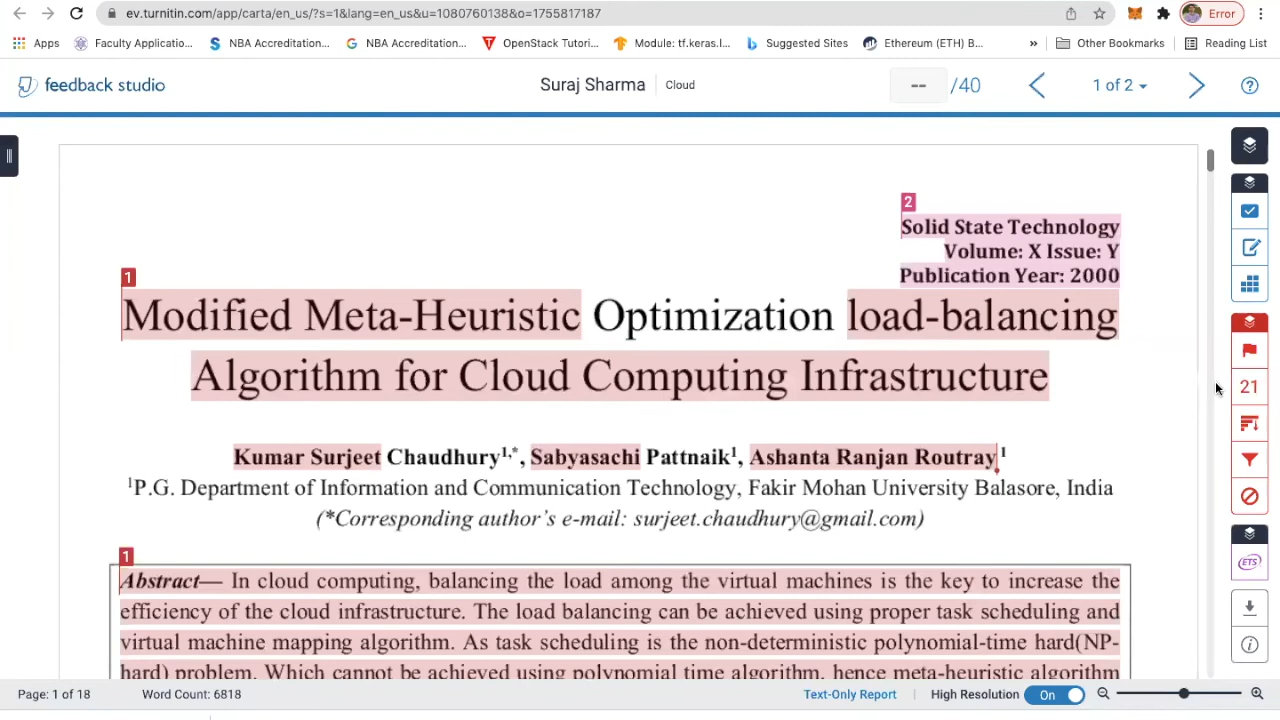 ev.turnitin.com/app/carta/en_us/?s=1&lang=en_us&u=1080760138&o=1755817187
Error
Apps
Faculty Applicatio...
NBA Accreditation...
NBA Accreditation...
OpenStack Tutori...
Module: tf.keras.l...
Suggested Sites
Ethereum (ETH) B...
»
Other Bookmarks
Reading List
feedback studio
Suraj Sharma
Cloud
-- /40
1 of 2
2
Solid State Technology
Volume: X Issue: Y
Publication Year: 2000
1
Modified Meta-Heuristic Optimization load-balancing
Algorithm for Cloud Computing Infrastructure
Kumar Surjeet Chaudhury¹,*, Sabyasachi Pattnaik¹, Ashanta Ranjan Routray ¹
¹P.G. Department of Information and Communication Technology, Fakir Mohan University Balasore, India
(*Corresponding author's e-mail: surjeet.chaudhury@gmail.com)
1
Abstract— In cloud computing, balancing the load among the virtual machines is the key to increase the
efficiency of the cloud infrastructure. The load balancing can be achieved using proper task scheduling and
virtual machine mapping algorithm. As task scheduling is the non-deterministic polynomial-time hard(NP-
hard) problem. Which cannot be achieved using polynomial time algorithm, hence meta-heuristic algorithm
21
ETS
Page: 1 of 18
Word Count: 6818
Text-Only Report
High Resolution
On